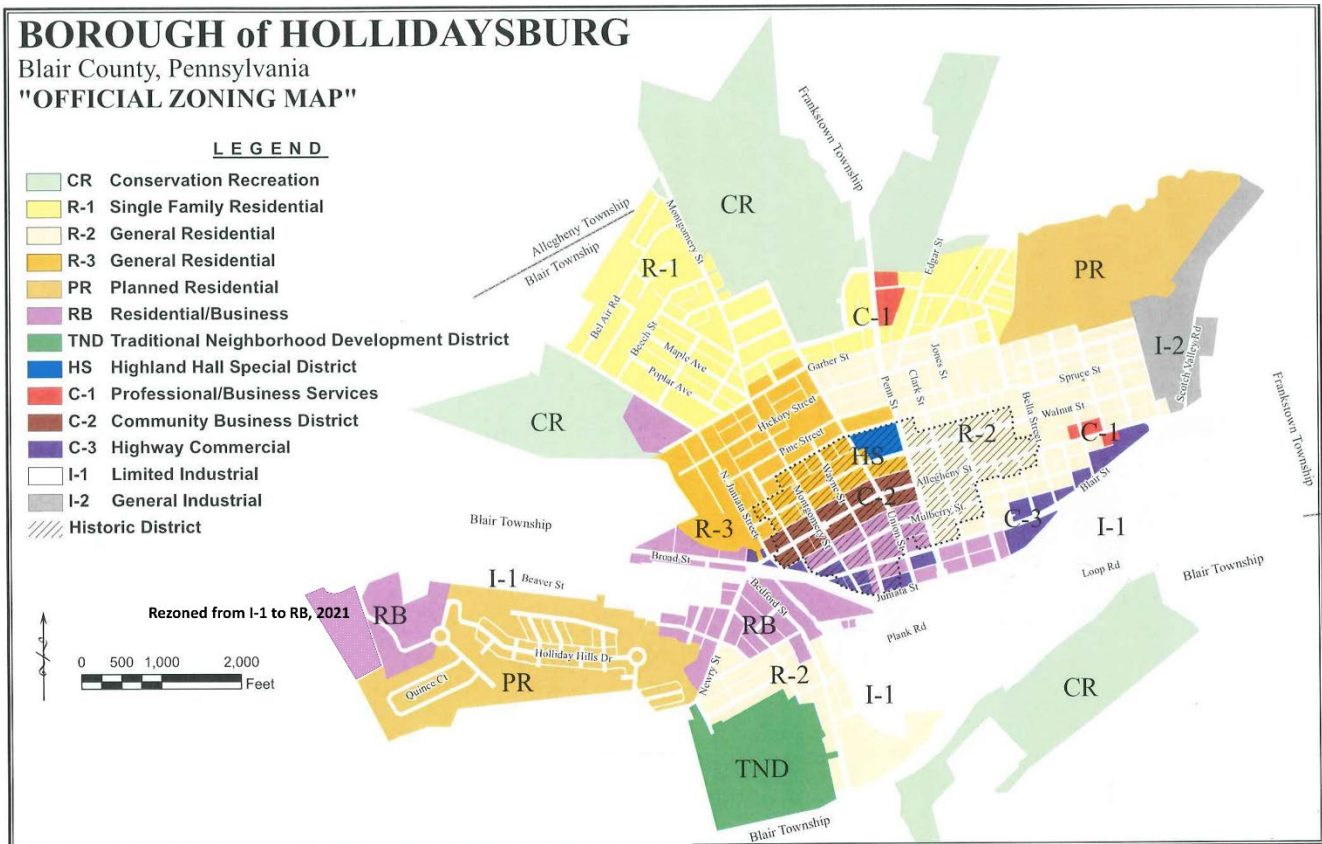 BOROUGH of HOLLIDAYSBURG
Blair County, Pennsylvania
"OFFICIAL ZONING MAP"
LEGEND
CR Conservation Recreation
R-1 Single Family Residential
R-2 General Residential
R-3 General Residential
PR Planned Residential
RB Residential/Business
TND Traditional Neighborhood Development District
HS Highland Hall Special District
C-1 Professional/Business Services
C-2 Community Business District
C-3 Highway Commercial
I-1 Limited Industrial
I-2 General Industrial
Historic District
Frankstown Township
CR
Montgomery St
Allegheny Township
Blair Township
R-1
Edgar St
PR
Bel Air Rd
Beech St
C-1
Maple Ave
Poplar Ave
Garber St
Jones St
I-2
Scotch Valley Rd
Penn St
Clark St
Spruce St
Frankstown Township
CR
Hickory Street
Bella Street
Walnut St
Pine Street
R-2
C-1
HS
Wayne St
Allegheny St
N. Juniata Street
C-2
Blair St
Montgomery St
Union St
Mulberry St
C-3
Blair Township
R-3
I-1
Broad St
Loop Rd
Blair Township
I-1
Beaver St
Bedford St
Juniata St
Rezoned from I-1 to RB, 2021
RB
RB
Plank Rd
Holliday Hills Dr
0 500 1,000 2,000
Feet
Quince Ct
PR
Newry St
R-2
I-1
CR
TND
Blair Township